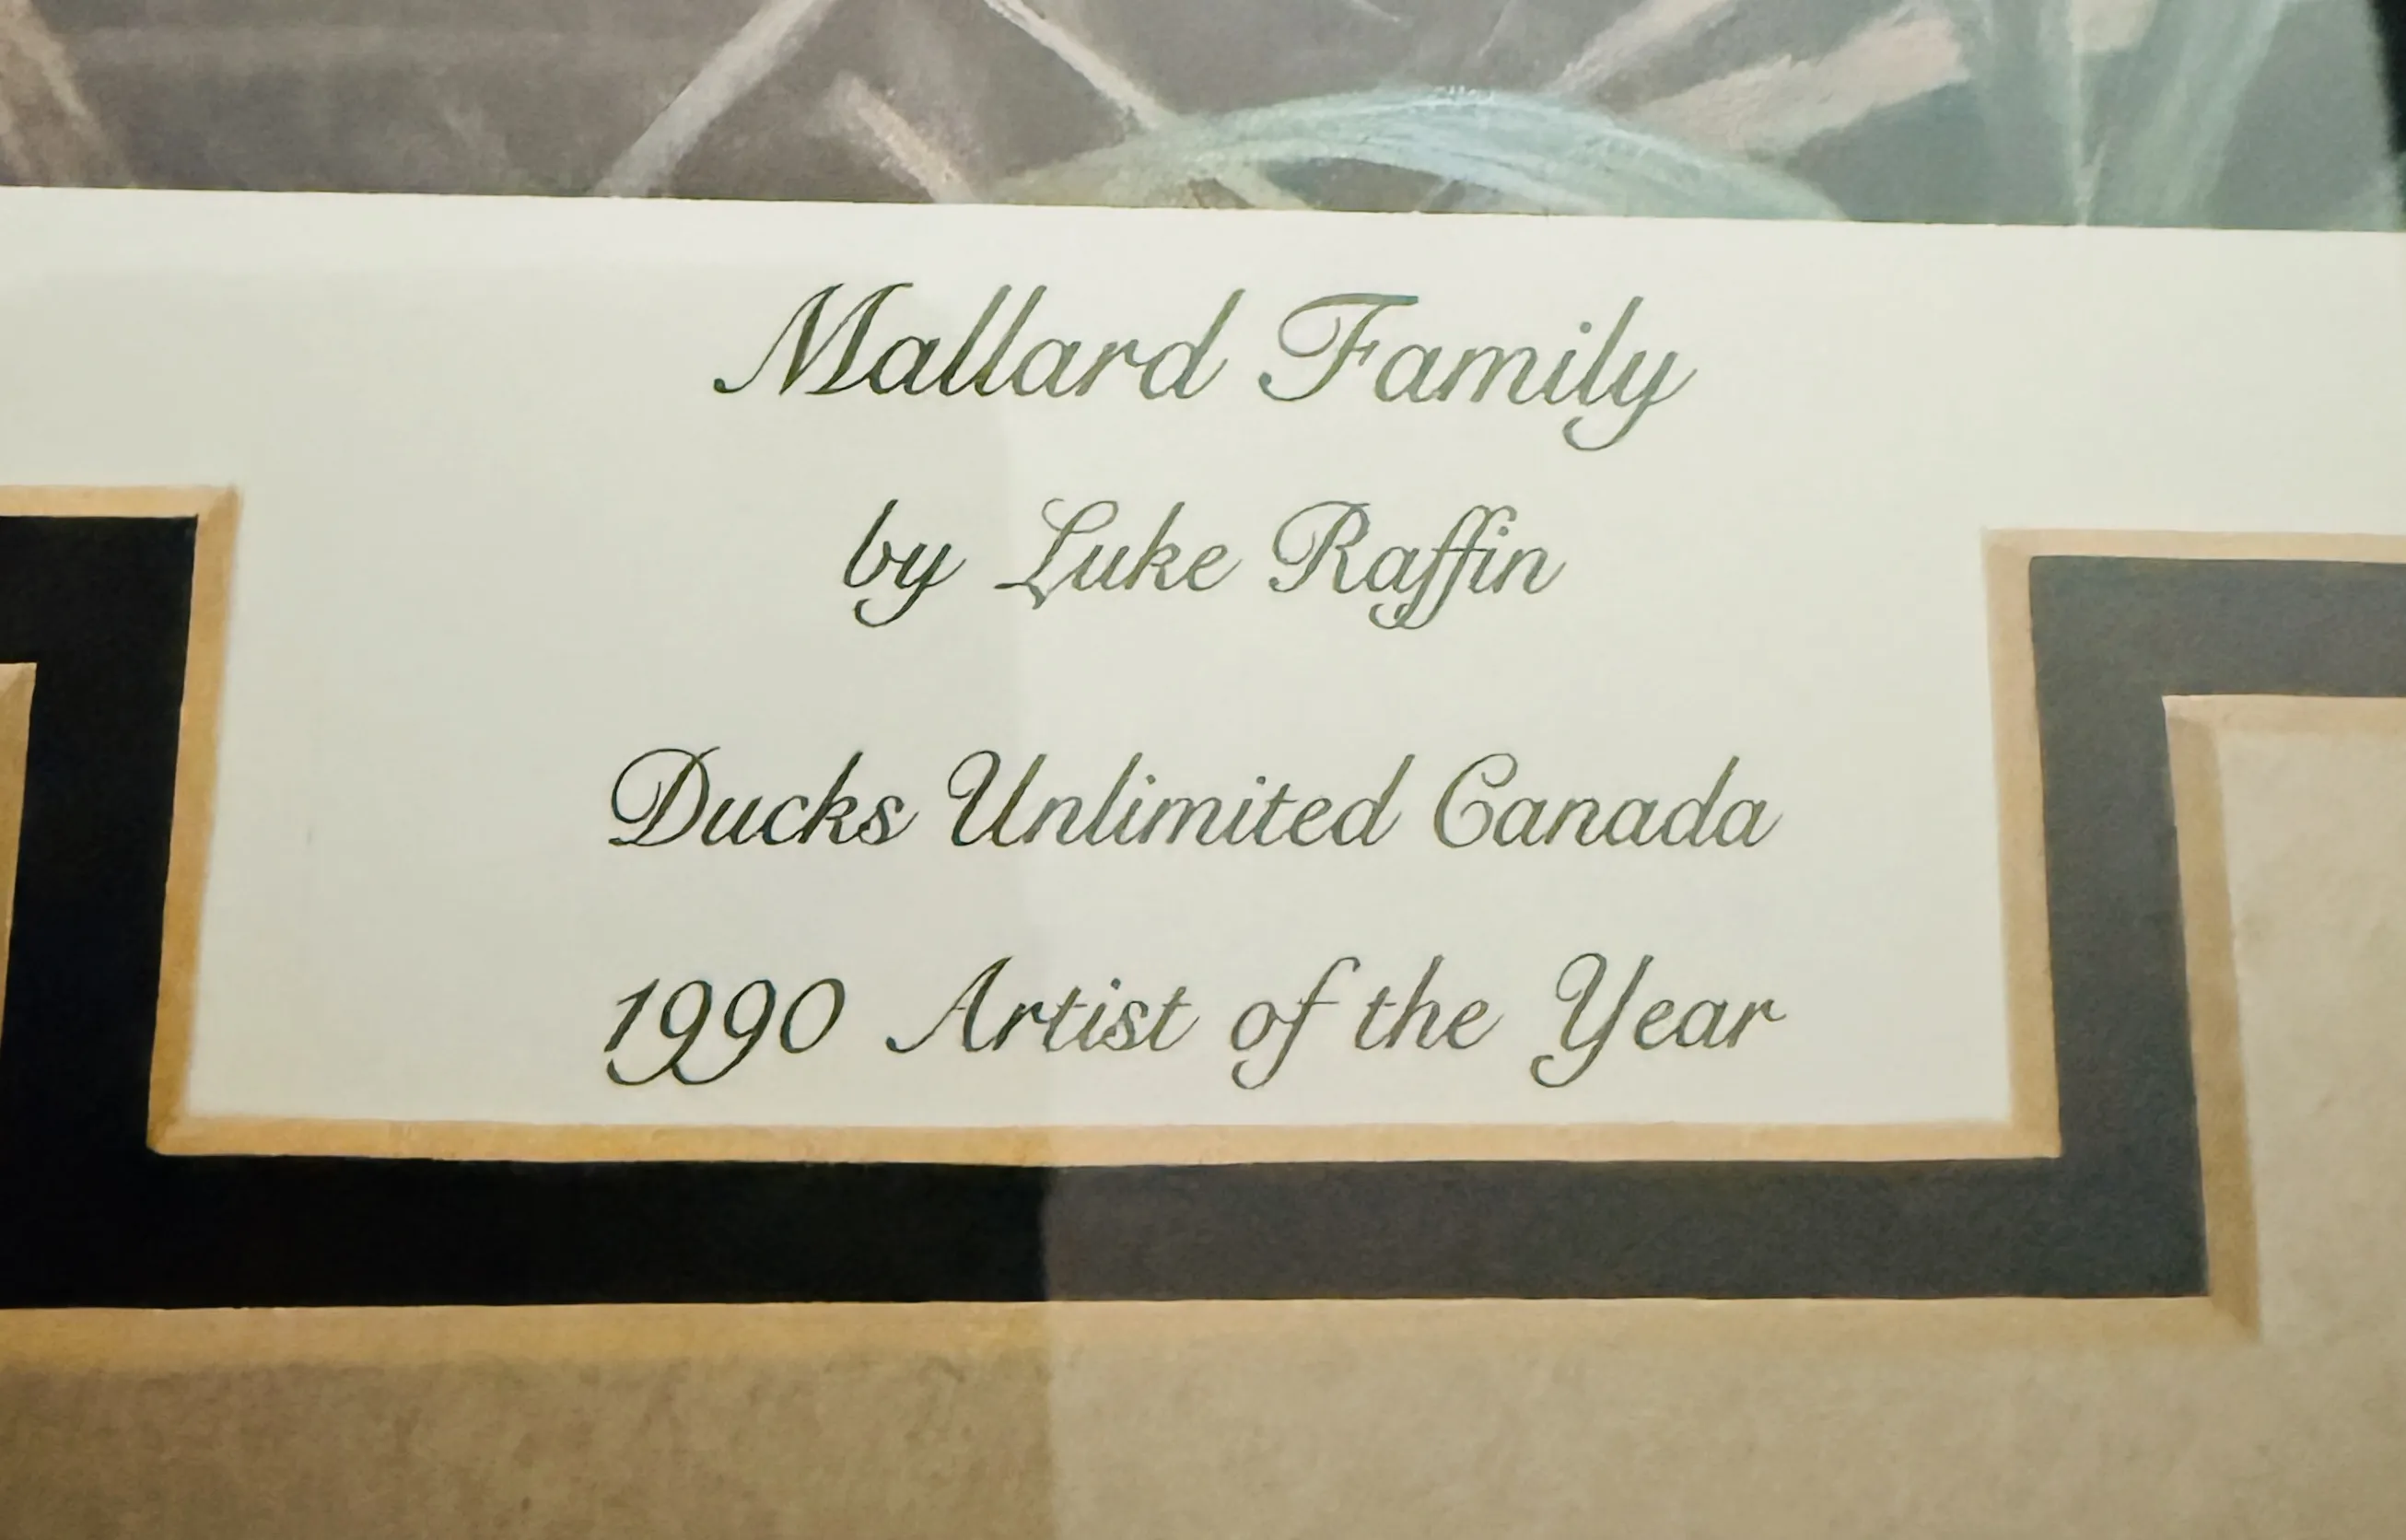 Mallard Family
by Luke Raffin
Ducks Unlimited Canada
1990 Artist of the Year